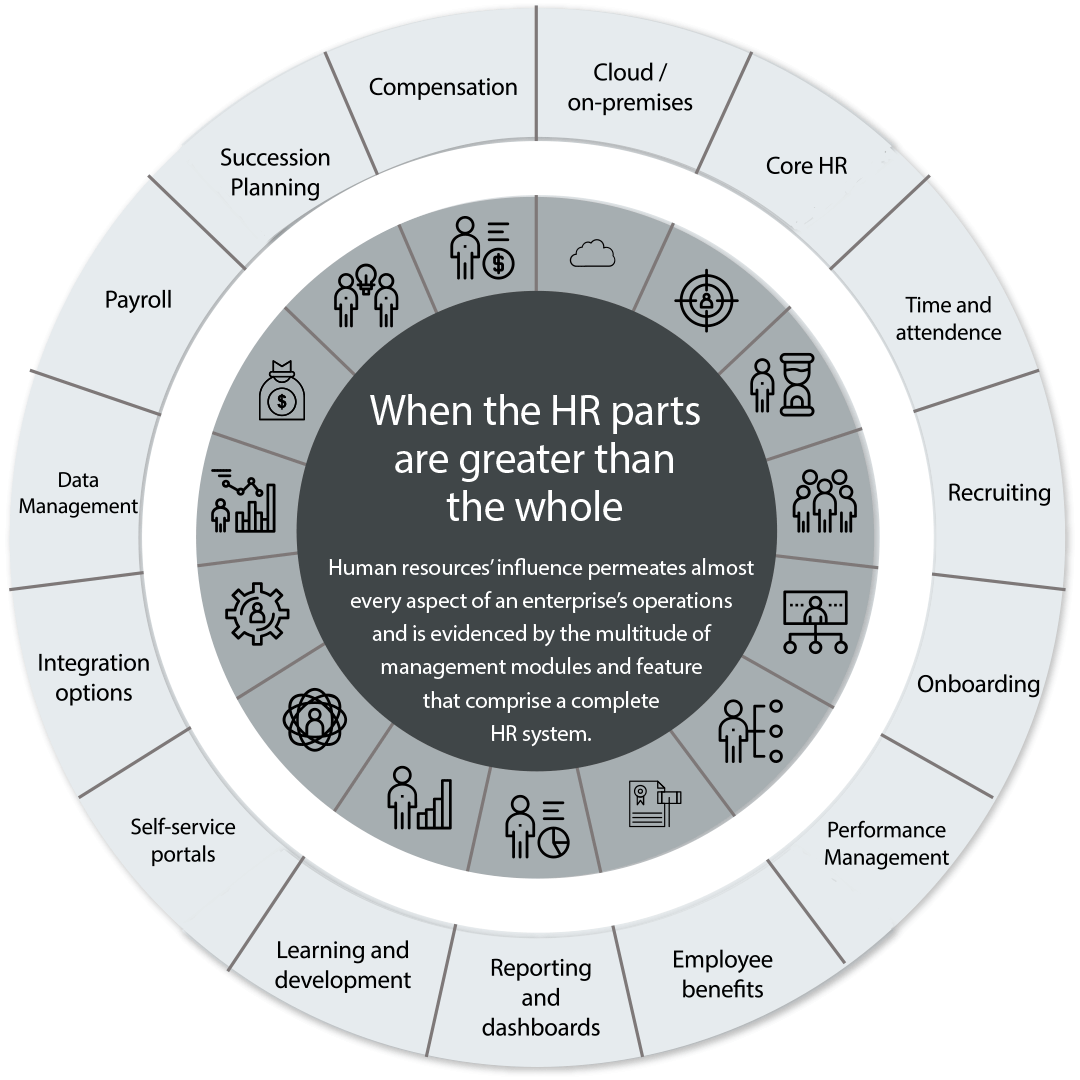 When the HR parts
are greater than
the whole
Human resources' influence permeates almost
every aspect of an enterprise's operations
and is evidenced by the multitude of
management modules and feature
that comprise a complete
HR system.
Cloud /
on-premises
Core HR
Time and
attendence
Recruiting
Onboarding
Performance
Management
Employee
benefits
Reporting
and
dashboards
Learning and
development
Self-service
portals
Integration
options
Data
Management
Payroll
Succession
Planning
Compensation
$
$